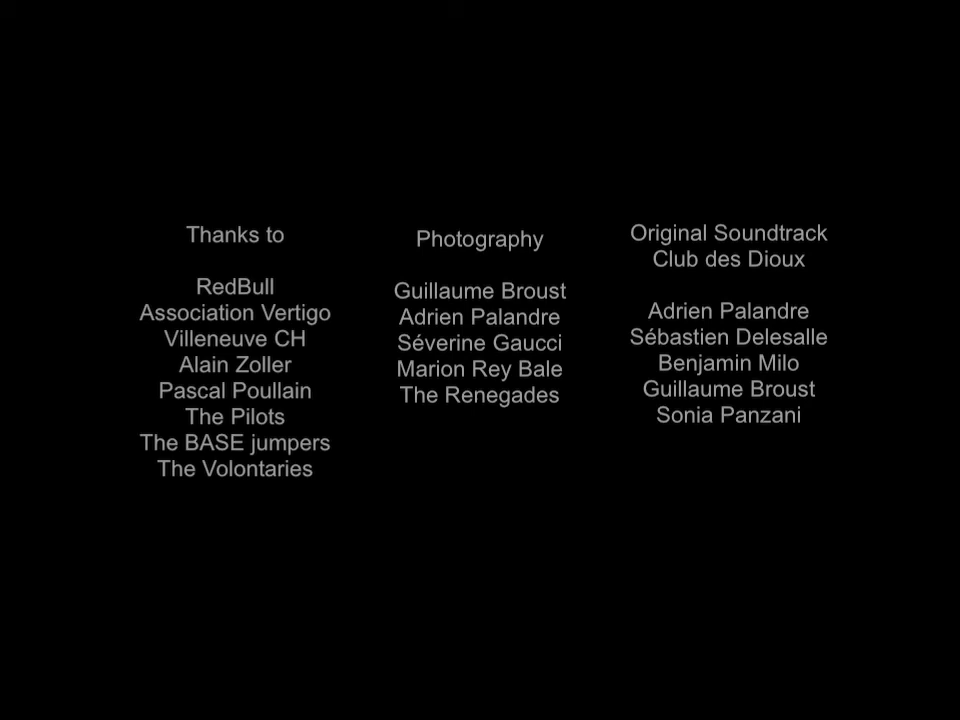 Thanks to
RedBull
Association Vertigo
Villeneuve CH
Alain Zoller
Pascal Poullain
The Pilots
The BASE jumpers
The Volontaries
Photography
Guillaume Broust
Adrien Palandre
Séverine Gaucci
Marion Rey Bale
The Renegades
Original Soundtrack
Club des Dioux
Adrien Palandre
Sébastien Delesalle
Benjamin Milo
Guillaume Broust
Sonia Panzani